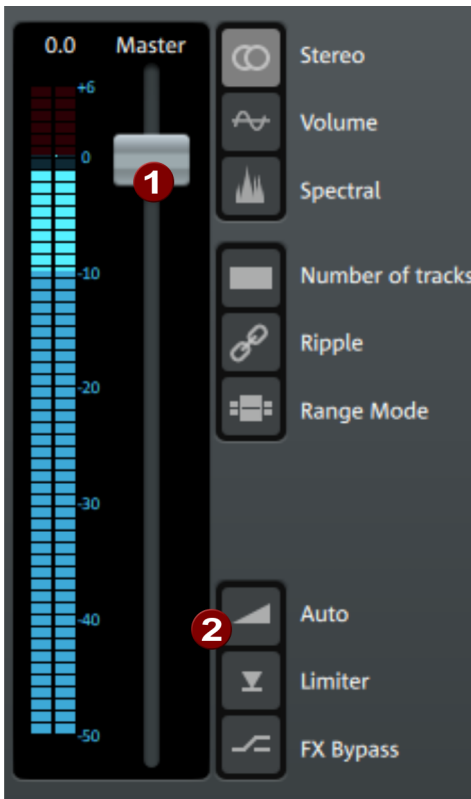 0.0 Master
+6
0
-10
-20
-30
-40
-50
1
2
Stereo
Volume
Spectral
Number of tracks
Ripple
Range Mode
Auto
Limiter
FX Bypass